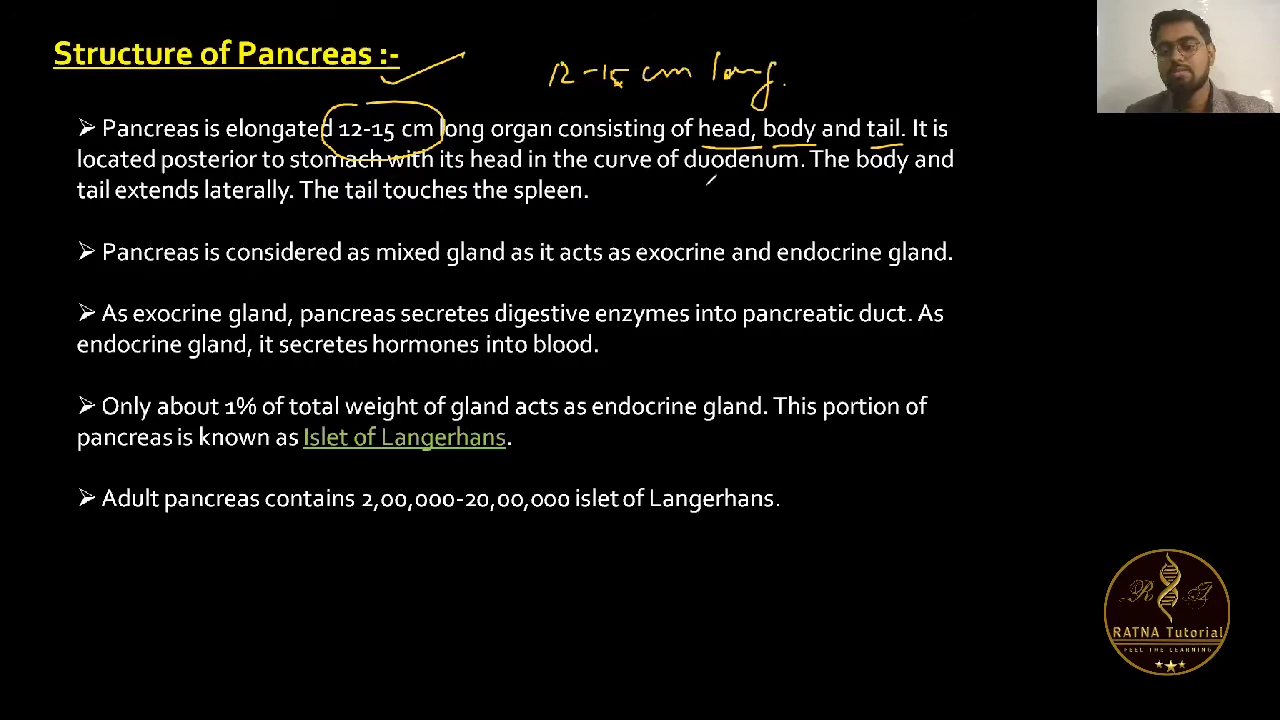 Structure of Pancreas :-
12-15 cm long.
➢ Pancreas is elongated 12-15 cm long organ consisting of head, body and tail. It is
located posterior to stomach with its head in the curve of duodenum. The body and
tail extends laterally. The tail touches the spleen.
➢ Pancreas is considered as mixed gland as it acts as exocrine and endocrine gland.
➢ As exocrine gland, pancreas secretes digestive enzymes into pancreatic duct. As
endocrine gland, it secretes hormones into blood.
➢ Only about 1% of total weight of gland acts as endocrine gland. This portion of
pancreas is known as Islet of Langerhans.
➢ Adult pancreas contains 2,00,000-20,00,000 islet of Langerhans.
R
RATNA Tutorial
FEEL THE LEARNING